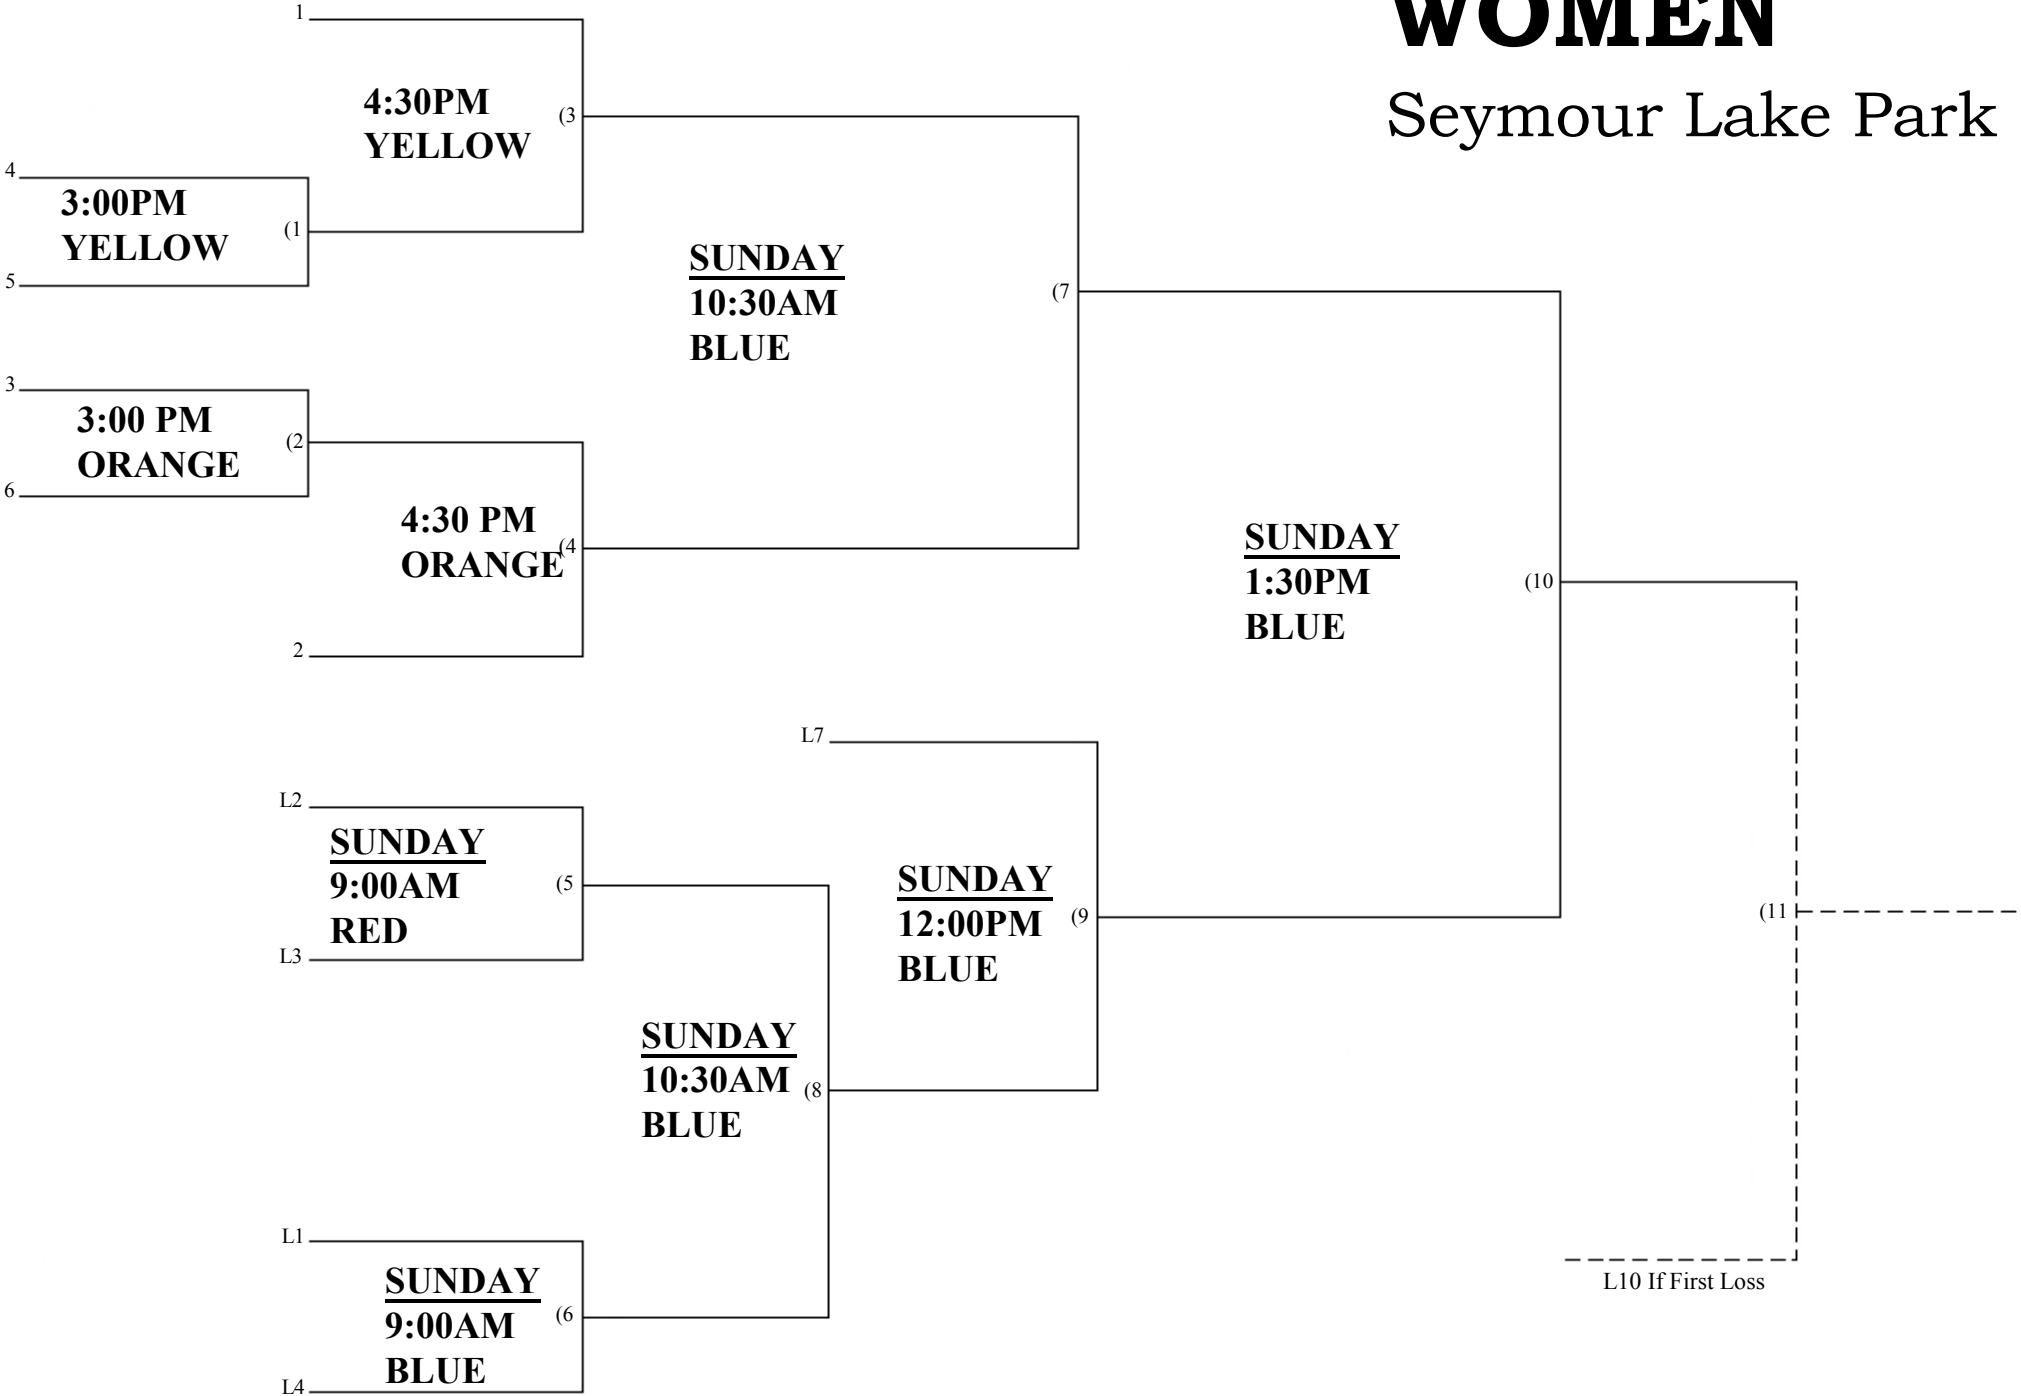 WOMEN
Seymour Lake Park
1
4:30PM
YELLOW
(3
4
3:00PM
YELLOW
(1
5
SUNDAY
10:30AM
BLUE
(7
3
3:00 PM
ORANGE
(2
6
4:30 PM
ORANGE
(4
2
SUNDAY
1:30PM
BLUE
(10
L7
L2
SUNDAY
9:00AM
RED
(5
L3
SUNDAY
12:00PM
BLUE
(9
(11
SUNDAY
10:30AM
BLUE
(8
L1
SUNDAY
9:00AM
BLUE
(6
L4
L10 If First Loss